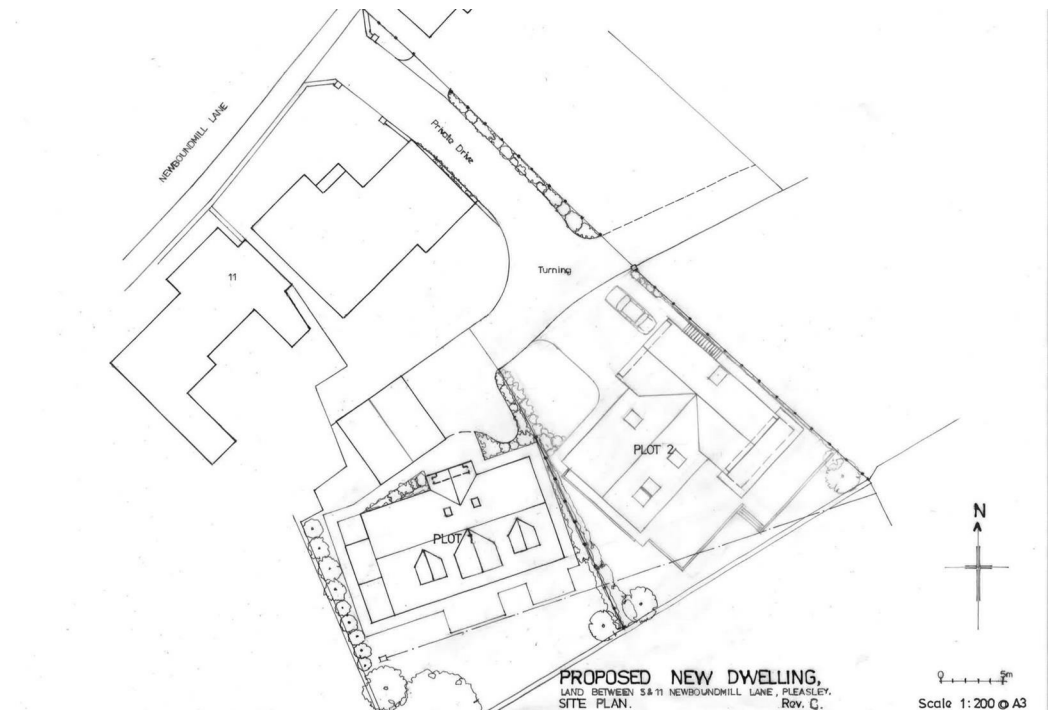 NEWBOUNDMILL LANE
Private Drive
11
Turning
PLOT 2
PLOT 1
N
PROPOSED NEW DWELLING,
LAND BETWEEN 5 & 11 NEWBOUNDMILL LANE, PLEASLEY.
SITE PLAN. Rev. C.
0 5m
Scale 1:200 @ A3